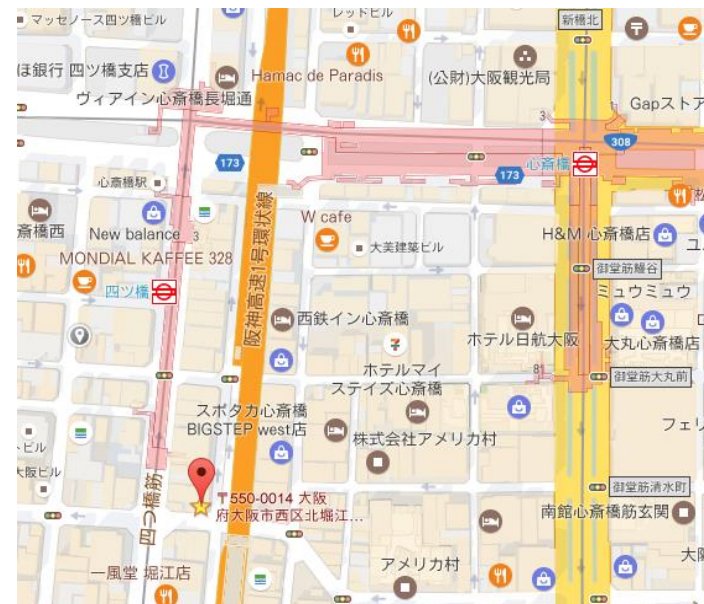 マッセノース四ツ橋ビル
レッドビル
新橋北
ほ銀行 四ツ橋支店
Hamac de Paradis
(公財)大阪観光局
ヴィアイン心斎橋長堀通
Gapストア
3
308
173
心斎橋
173
心斎橋駅
斎橋西
New balance
3
W cafe
大美建築ビル
H&M 心斎橋店
ユ
MONDIAL KAFFEE 328
御堂筋鰻谷
四ツ橋
阪神高速1号環状線
ミュウミュウ
西鉄イン心斎橋
ホテル日航大阪
大丸心斎橋店
ホテルマイ
ステイズ心斎橋
81
御堂筋大丸前
スポタカ心斎橋
BIGSTEP west店
株式会社アメリカ村
フェリ
トビル
大阪ビル
四つ橋筋
〒550-0014 大阪
府大阪市西区北堀江...
御堂筋清水町
南館心斎橋筋玄関
一風堂 堀江店
アメリカ村
大